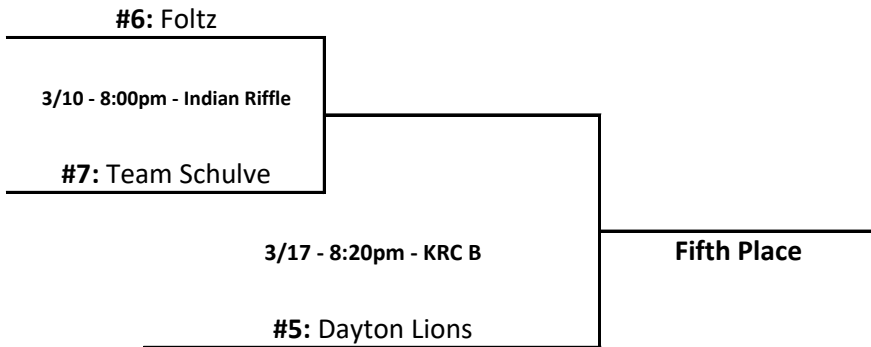 #6: Foltz
3/10 - 8:00pm - Indian Riffle
#7: Team Schulve
3/17 - 8:20pm - KRC B
Fifth Place
#5: Dayton Lions